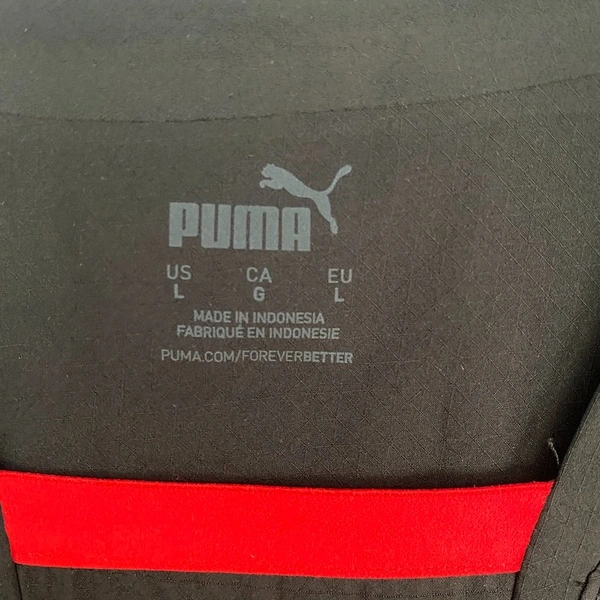 PUMA
US CA EU
L G L
MADE IN INDONESIA
FABRIQUÉ EN INDONESIE
PUMA.COM/FOREVERBETTER